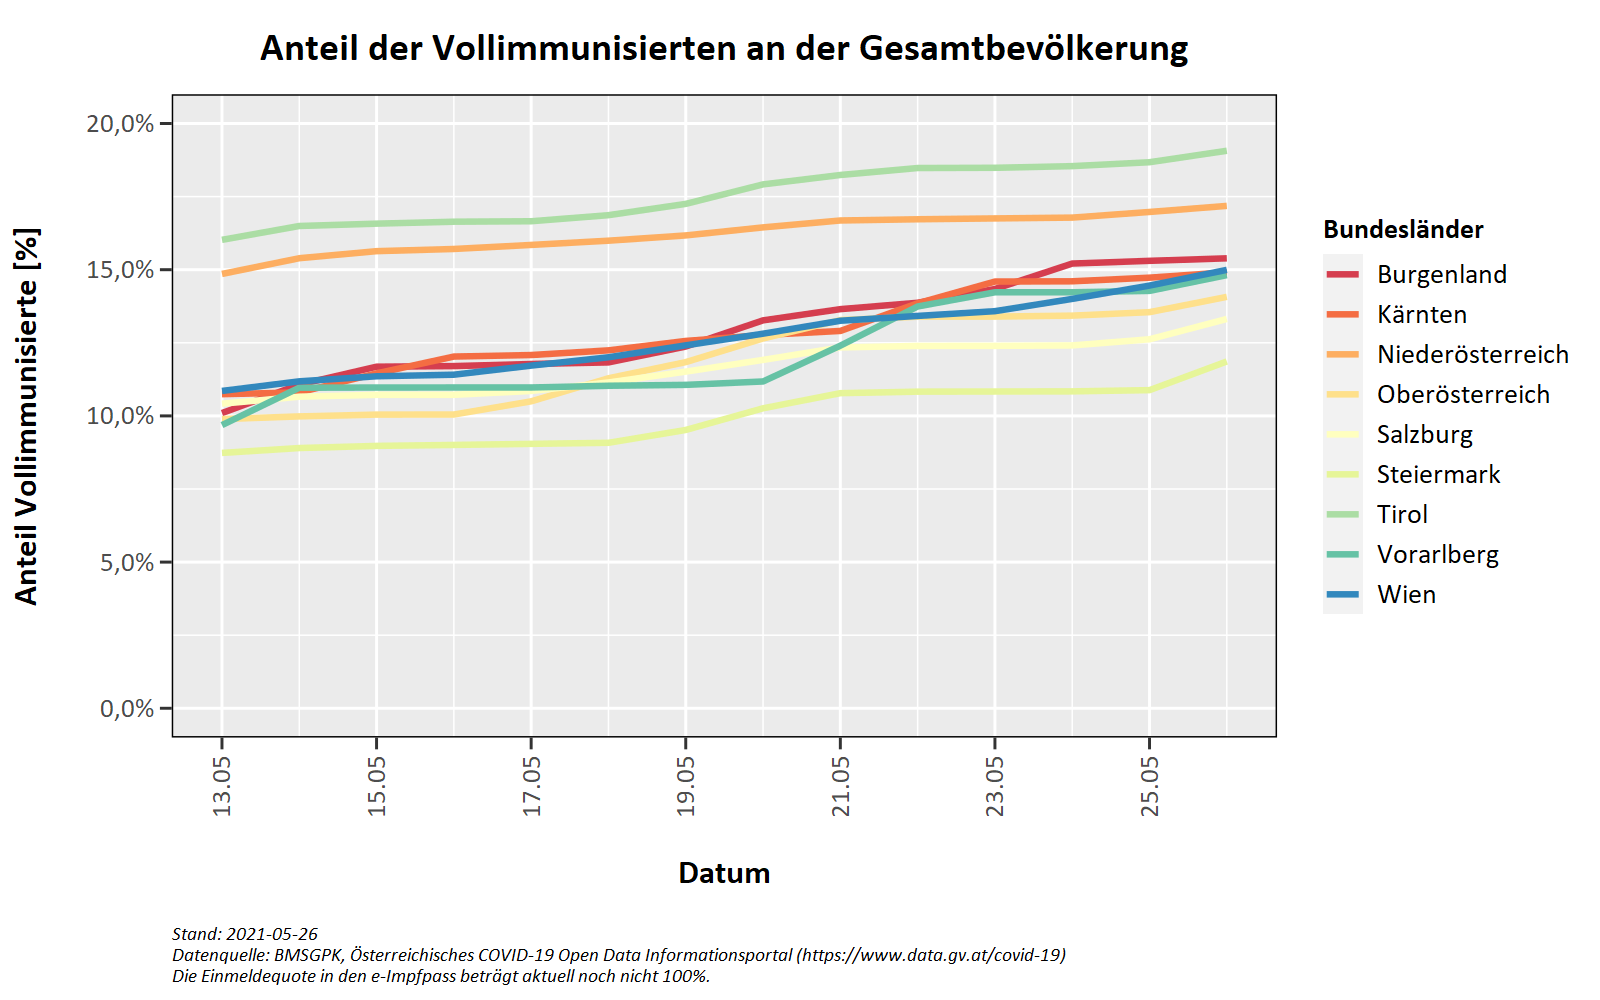 Anteil der Vollimmunisierten an der Gesamtbevölkerung
Anteil Vollimmunisierte [%]
20,0%
15,0%
10,0%
5,0%
0,0%
13.05
15.05
17.05
19.05
21.05
23.05
25.05
Datum
Bundesländer
Burgenland
Kärnten
Niederösterreich
Oberösterreich
Salzburg
Steiermark
Tirol
Vorarlberg
Wien
Stand: 2021-05-26
Datenquelle: BMSGPK, Österreichisches COVID-19 Open Data Informationsportal (https://www.data.gv.at/covid-19)
Die Einmeldequote in den e-Impfpass beträgt aktuell noch nicht 100%.